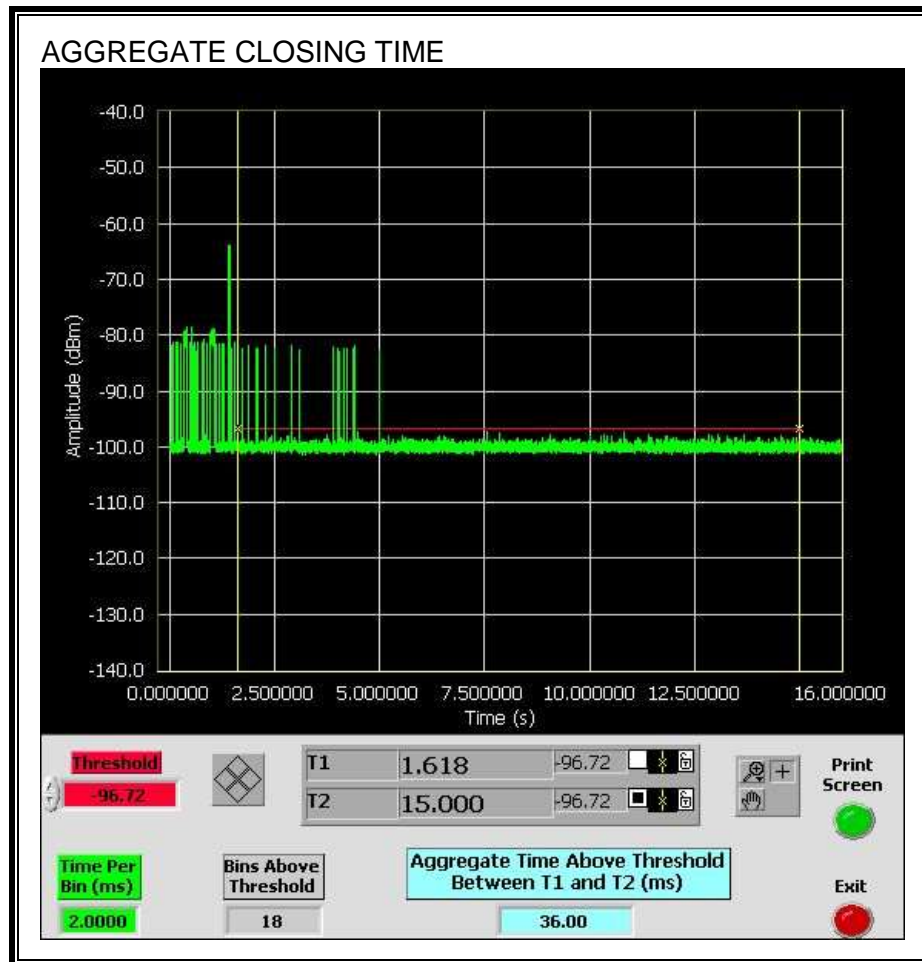 AGGREGATE CLOSING TIME
-40.0
-50.0
-60.0
-70.0
-80.0
-90.0
-100.0
-110.0
-120.0
-130.0
-140.0
Amplitude (dBm)
0.000000 2.500000 5.000000 7.500000 10.000000 12.500000 16.000000
Time (s)
Threshold
-96.72
T1 1.618 -96.72
T2 15.000 -96.72
Print
Screen
Time Per
Bin (ms)
2.0000
Bins Above
Threshold
18
Aggregate Time Above Threshold
Between T1 and T2 (ms)
36.00
Exit